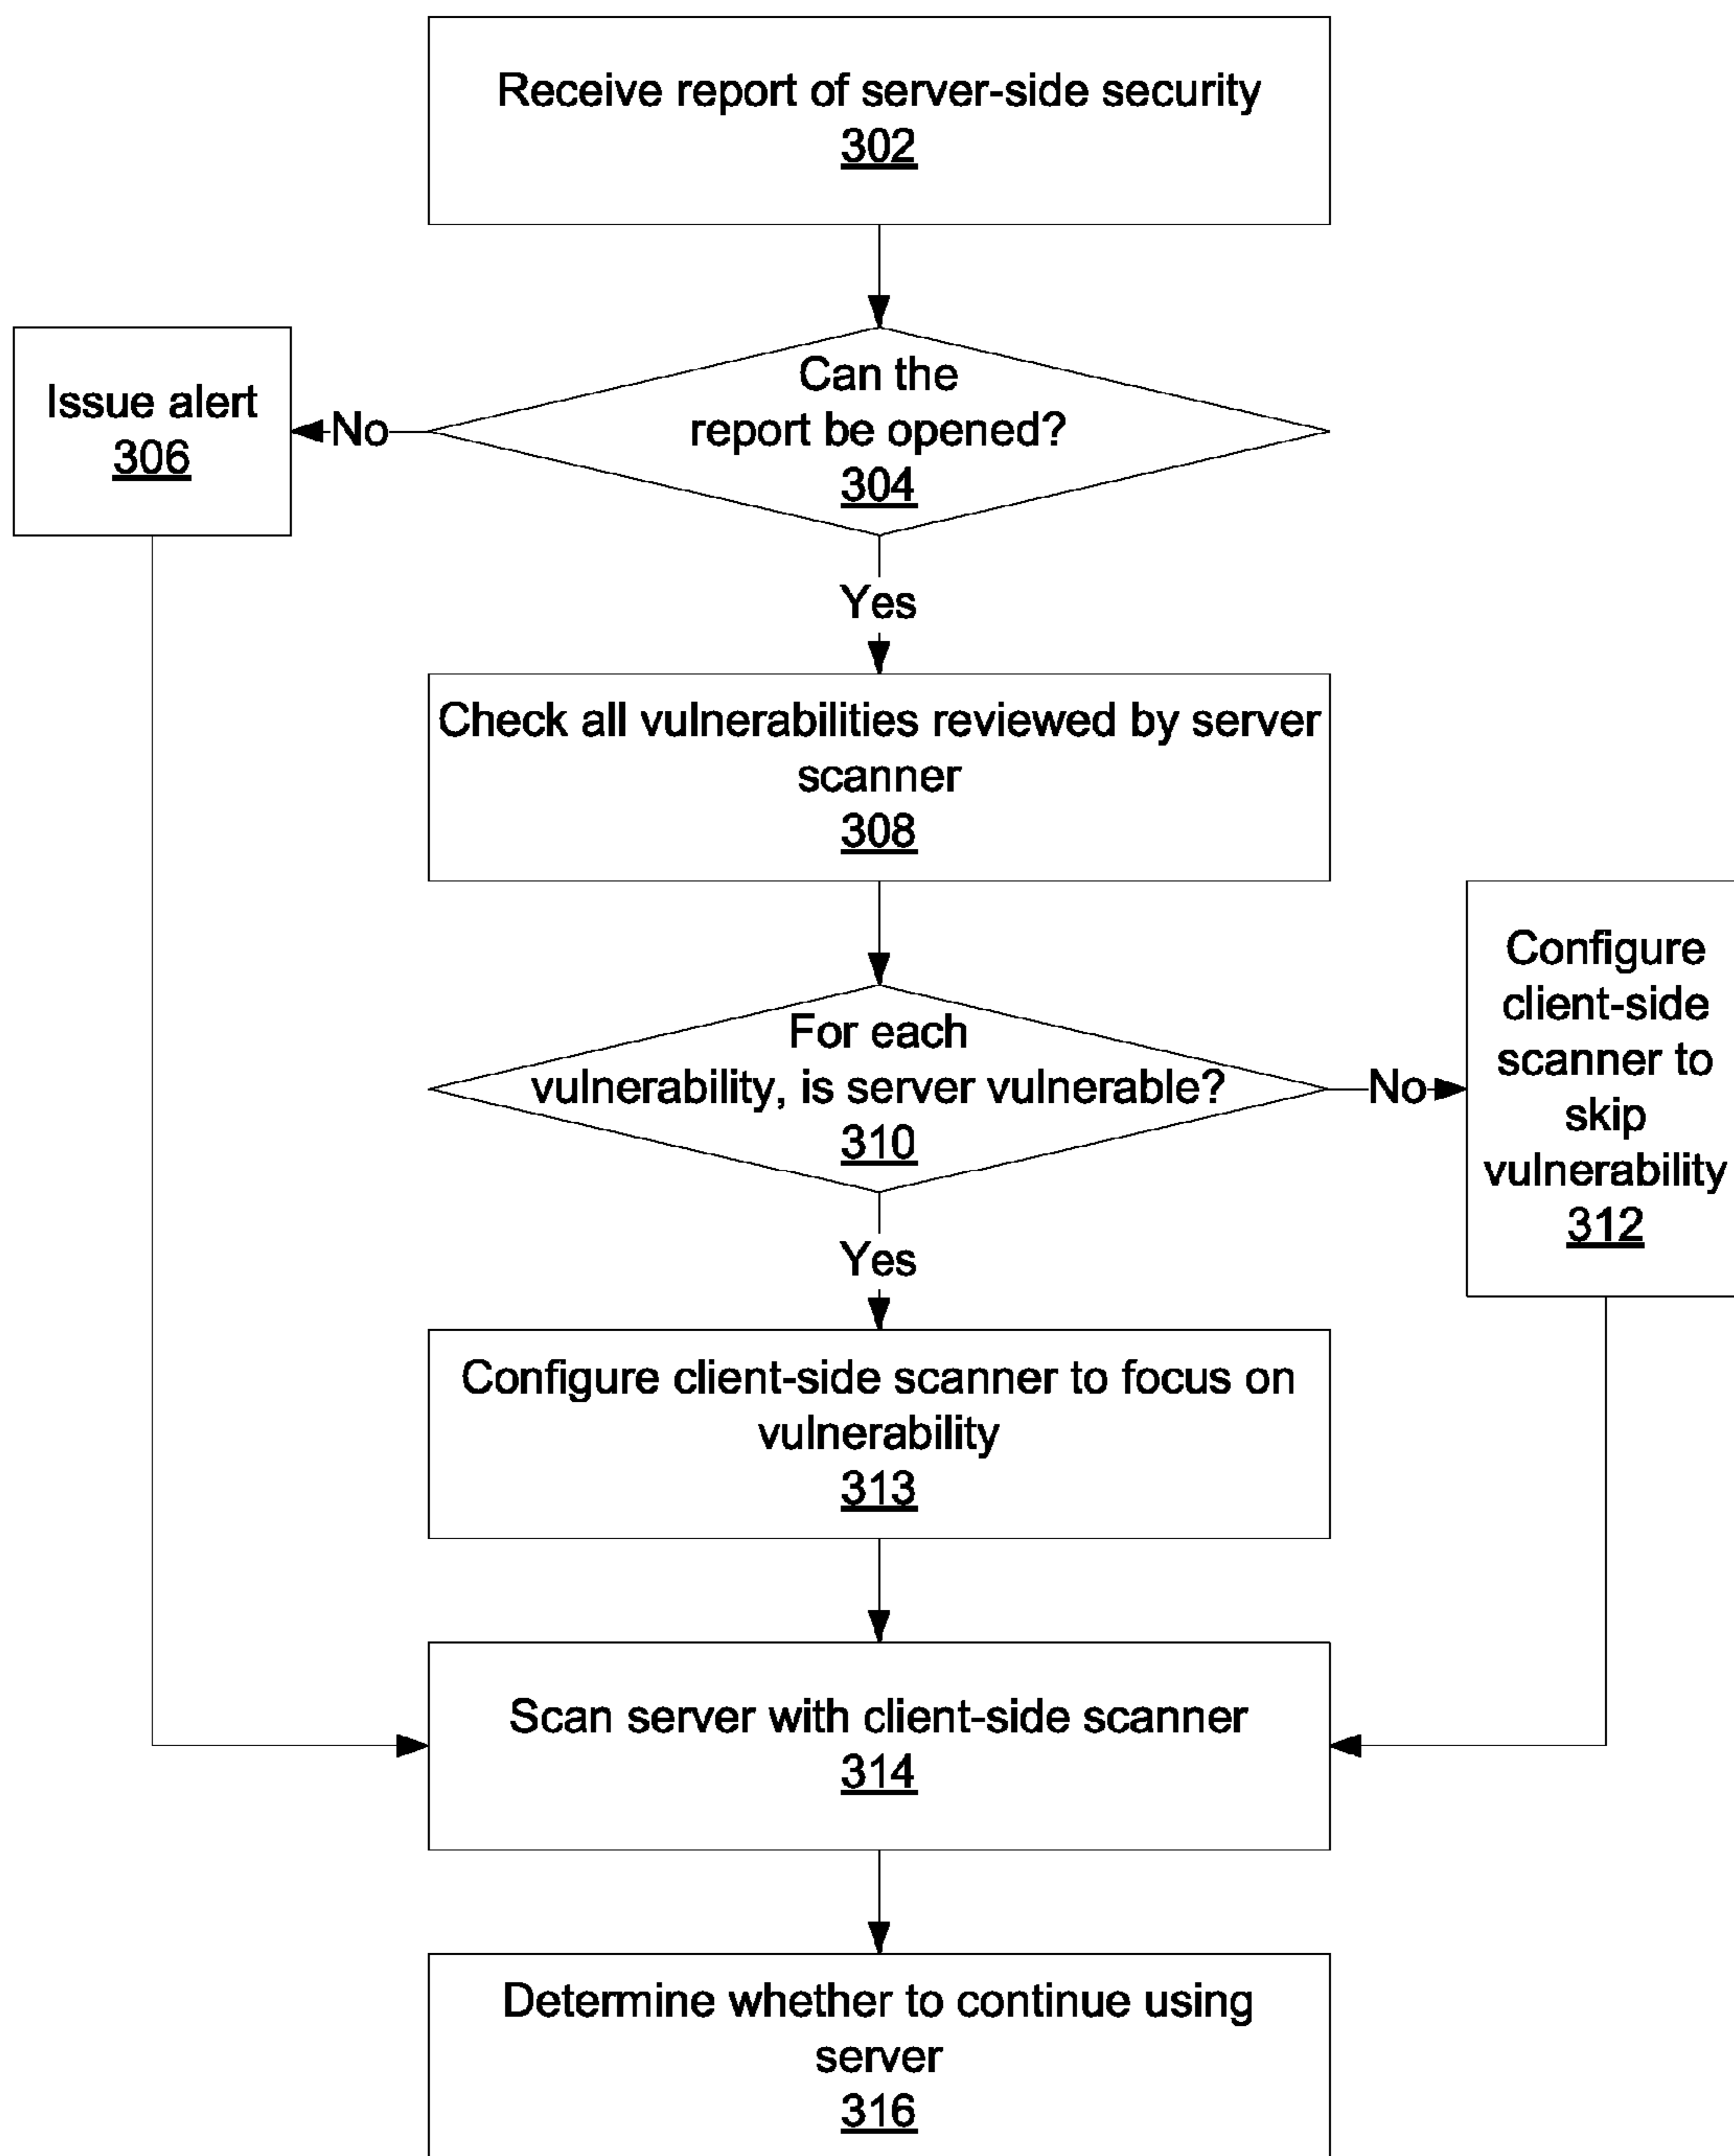 Receive report of server-side security
302
Can the
report be opened?
304
Issue alert
306
No
Yes
Check all vulnerabilities reviewed by server
scanner
308
For each
vulnerability, is server vulnerable?
310
No
Configure
client-side
scanner to
skip
vulnerability
312
Yes
Configure client-side scanner to focus on
vulnerability
313
Scan server with client-side scanner
314
Determine whether to continue using
server
316